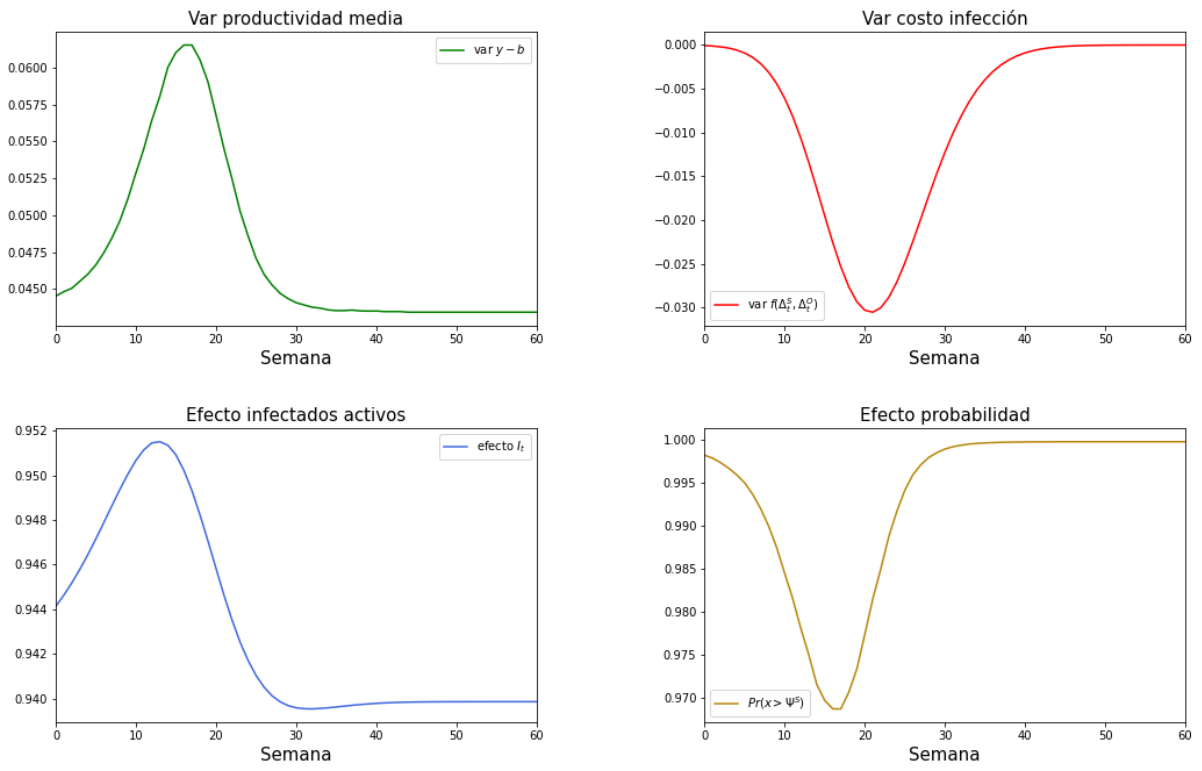 Var productividad media
var y − b
0.0600
0.0575
0.0550
0.0525
0.0500
0.0475
0.0450
0 10 20 30 40 50 60
Semana
Var costo infección
0.000
−0.005
−0.010
−0.015
−0.020
−0.025
−0.030
var f(Δₜˢ, Δₜᴼ)
0 10 20 30 40 50 60
Semana
Efecto infectados activos
efecto Iₜ
0.952
0.950
0.948
0.946
0.944
0.942
0.940
0 10 20 30 40 50 60
Semana
Efecto probabilidad
1.000
0.995
0.990
0.985
0.980
0.975
0.970
Pr(x > Ψˢ)
0 10 20 30 40 50 60
Semana